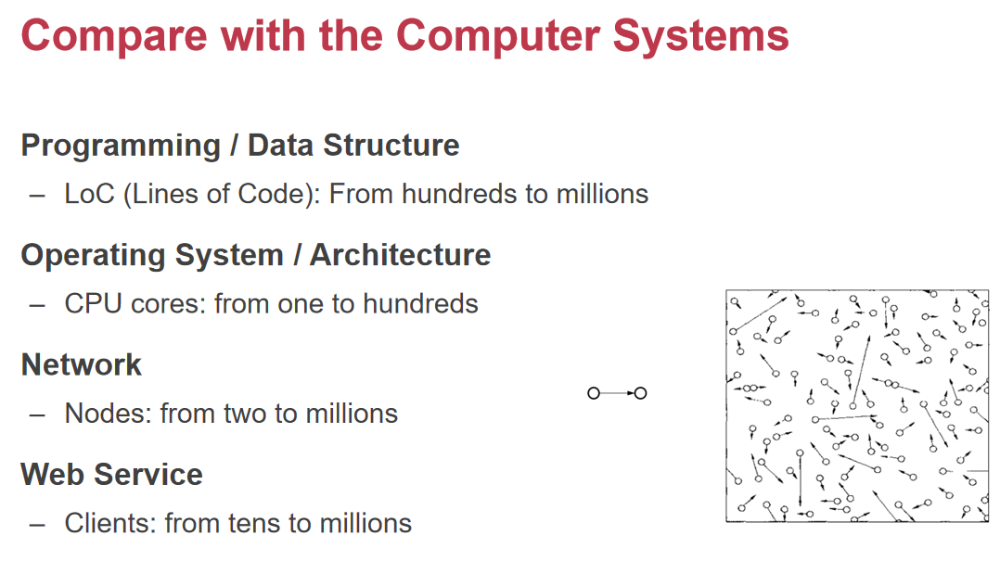 Compare with the Computer Systems
Programming / Data Structure
– LoC (Lines of Code): From hundreds to millions
Operating System / Architecture
– CPU cores: from one to hundreds
Network
– Nodes: from two to millions
Web Service
– Clients: from tens to millions